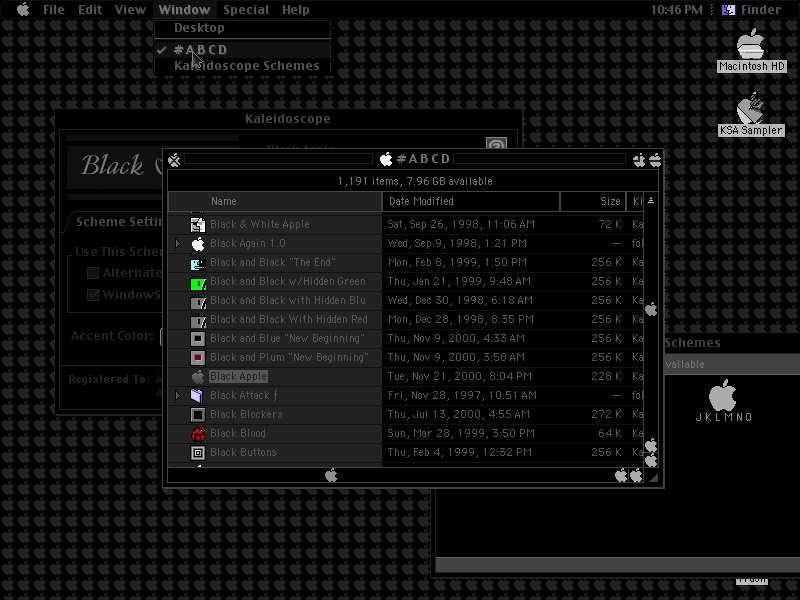 File Edit View Window Special Help 10:46 PM Finder
Desktop
✓ #ABCD
Kaleidoscope Schemes
Macintosh HD
KSA Sampler
Kaleidoscope
Black
Black Apple
#ABCD
1,191 items, 7.96 GB available
Name Date Modified Size Ki
Black & White Apple Sat, Sep 26, 1998, 11:06 AM 72 K Ka
Black Again 1.0 Wed, Sep 9, 1998, 1:21 PM — fol
Black and Black "The End" Mon, Feb 8, 1999, 1:50 PM 256 K Ka
Black and Black w/Hidden Green Thu, Jan 21, 1999, 9:48 AM 256 K Ka
Black and Black with Hidden Blu Wed, Dec 30, 1998, 6:18 AM 256 K Ka
Black and Black With Hidden Red Mon, Dec 28, 1998, 8:35 PM 256 K Ka
Black and Blue "New Beginning" Thu, Nov 9, 2000, 4:33 AM 256 K Ka
Black and Plum "New Beginning" Thu, Nov 9, 2000, 3:58 AM 256 K Ka
Black Apple Tue, Nov 21, 2000, 8:04 PM 228 K Ka
Black Attack ƒ Fri, Nov 28, 1997, 10:51 AM — fol
Black Blockers Thu, Jul 13, 2000, 4:55 AM 272 K Ka
Black Blood Sun, Mar 28, 1999, 3:50 PM 64 K Ka
Black Buttons Thu, Feb 4, 1999, 12:32 PM 256 K Ka
Scheme Settin
Use This Scher
Alternate
WindowS
Accent Color:
Registered To: A
A
Schemes
vailable
JKLMNO
Trash